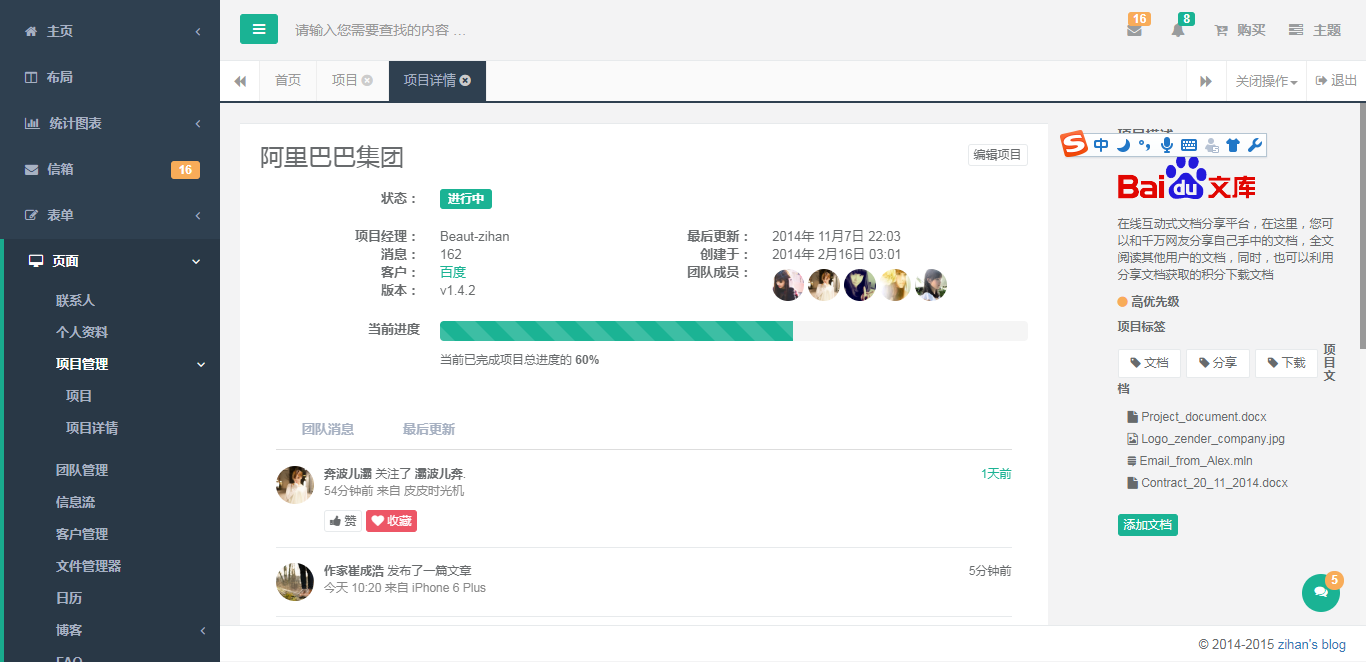 主页
布局
统计图表
信箱 16
表单
页面
联系人
个人资料
项目管理
项目
项目详情
团队管理
信息流
客户管理
文件管理器
日历
博客
FAQ
请输入您需要查找的内容 …
16
8
购买
主题
首页
项目
项目详情
关闭操作
退出
阿里巴巴集团
编辑项目
状态：
进行中
项目经理： Beaut-zihan
消息： 162
客户： 百度
版本： v1.4.2
最后更新： 2014年 11月7日 22:03
创建于： 2014年 2月16日 03:01
团队成员：
当前进度
当前已完成项目总进度的 60%
团队消息
最后更新
奔波儿灞 关注了 灞波儿奔.
1天前
54分钟前 来自 皮皮时光机
赞
收藏
作家崔成浩 发布了一篇文章
5分钟前
今天 10:20 来自 iPhone 6 Plus
项目描述
S 中
Bai du 文库
在线互动式文档分享平台，在这里，您可
以和千万网友分享自己手中的文档，全文
阅读其他用户的文档，同时，也可以利用
分享文档获取的积分下载文档
高优先级
项目标签
文档
分享
下载
项目文
档
Project_document.docx
Logo_zender_company.jpg
Email_from_Alex.mln
Contract_20_11_2014.docx
添加文档
5
© 2014-2015 zihan's blog